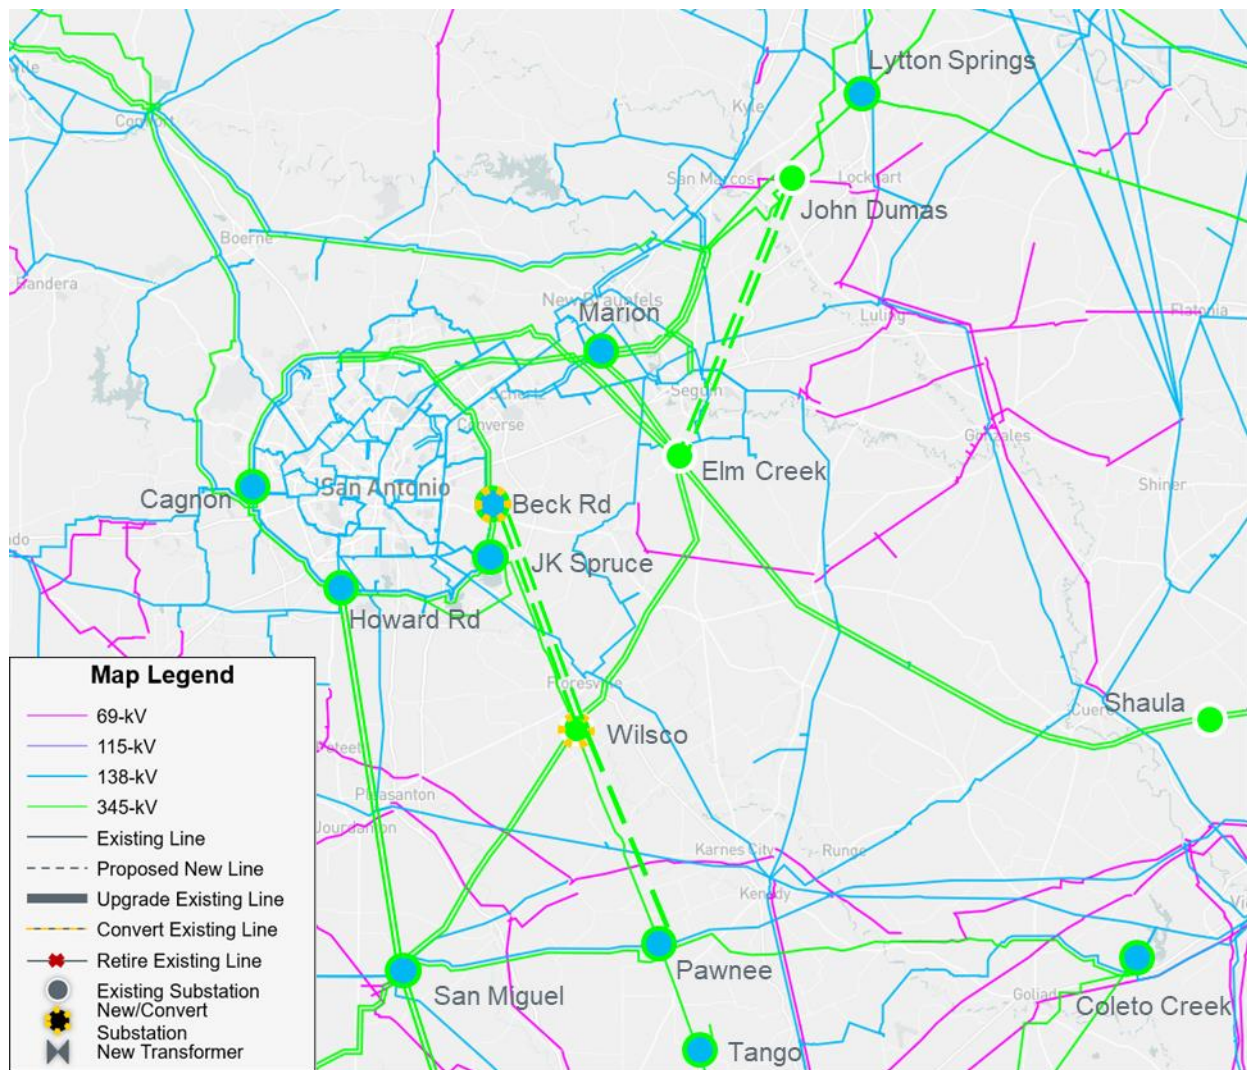 Lytton Springs
Kyle
Comfort
San Marcos
Lockhart
John Dumas
Boerne
Bandera
New Braunfels
Marion
Luling
Flatonia
Seguin
Schertz
Converse
Gonzales
Elm Creek
Shiner
Cagnon
San Antonio
Beck Rd
JK Spruce
Howard Rd
Floresville
Shaula
Cuero
Wilsco
Pleasanton
Jourdanton
Karnes City
Runge
Kenedy
Pawnee
San Miguel
Goliad
Coleto Creek
Tango
Map Legend
69-kV
115-kV
138-kV
345-kV
Existing Line
Proposed New Line
Upgrade Existing Line
Convert Existing Line
Retire Existing Line
Existing Substation
New/Convert
Substation
New Transformer